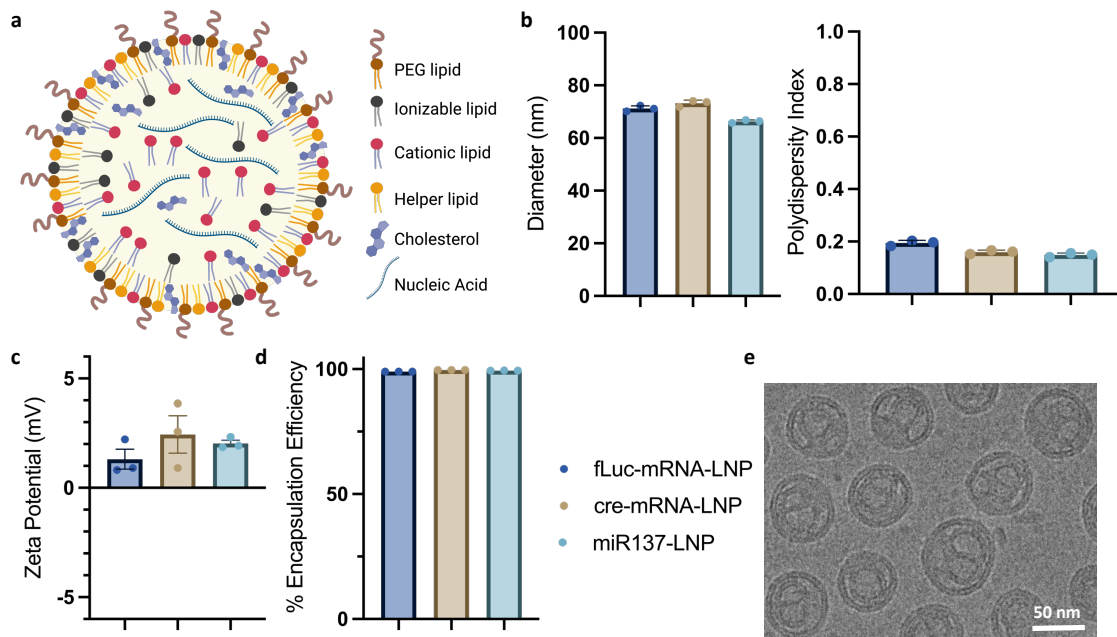 a
PEG lipid
Ionizable lipid
Cationic lipid
Helper lipid
Cholesterol
Nucleic Acid
b
Diameter (nm)
100
80
60
40
20
0
Polydispersity Index
1.0
0.8
0.6
0.4
0.2
0.0
c
Zeta Potential (mV)
5
0
-5
d
% Encapsulation Efficiency
100
50
0
fLuc-mRNA-LNP
cre-mRNA-LNP
miR137-LNP
e
50 nm